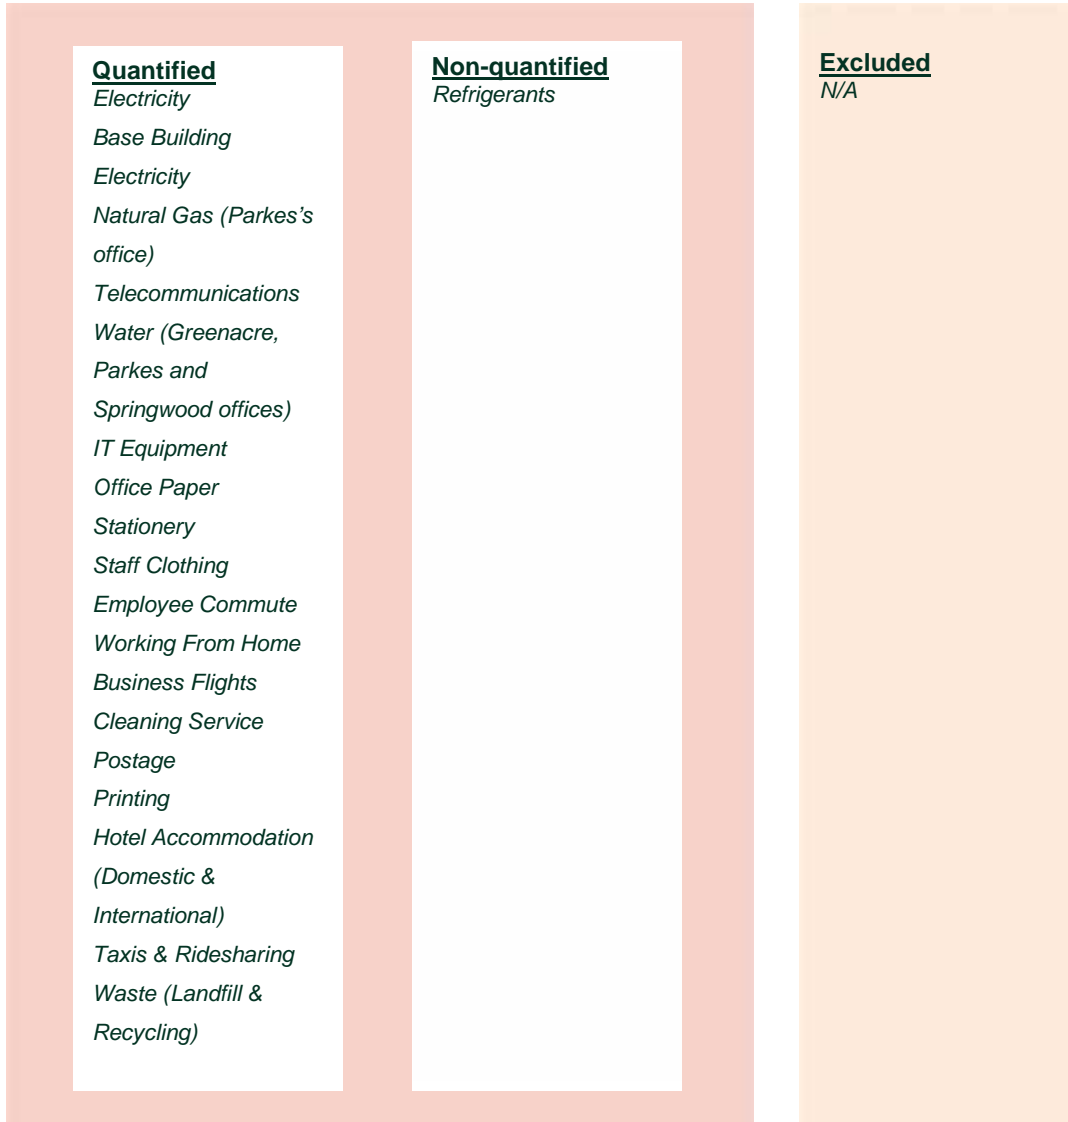 Quantified
Electricity
Base Building
Electricity
Natural Gas (Parkes’s
office)
Telecommunications
Water (Greenacre,
Parkes and
Springwood offices)
IT Equipment
Office Paper
Stationery
Staff Clothing
Employee Commute
Working From Home
Business Flights
Cleaning Service
Postage
Printing
Hotel Accommodation
(Domestic &
International)
Taxis & Ridesharing
Waste (Landfill &
Recycling)
Non-quantified
Refrigerants
Excluded
N/A